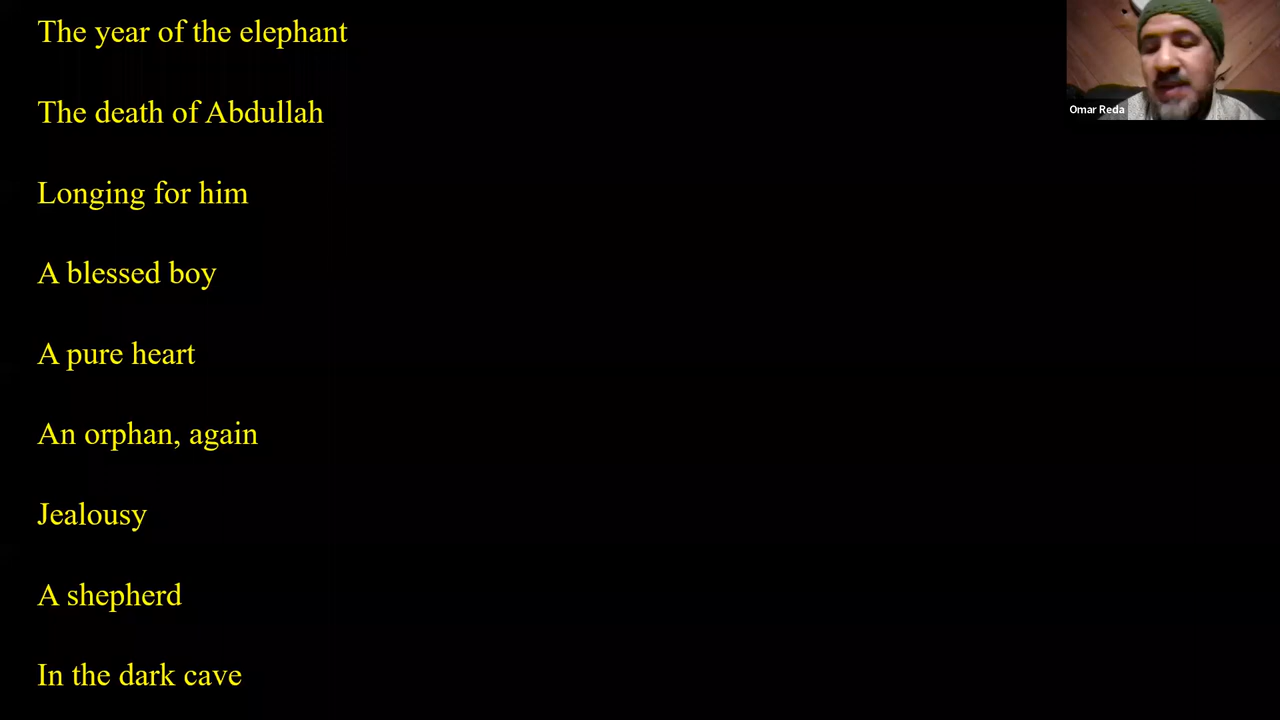 The year of the elephant
The death of Abdullah
Longing for him
A blessed boy
A pure heart
An orphan, again
Jealousy
A shepherd
In the dark cave
Omar Reda